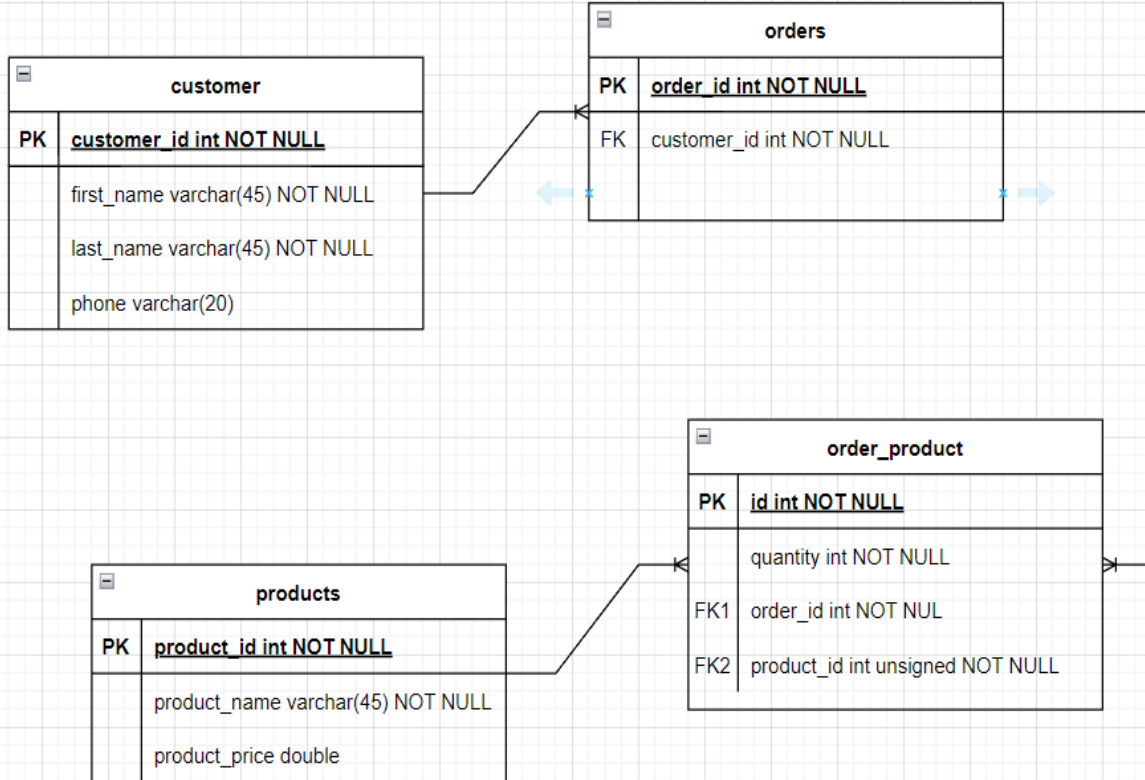 customer
PK customer_id int NOT NULL
first_name varchar(45) NOT NULL
last_name varchar(45) NOT NULL
phone varchar(20)
orders
PK order_id int NOT NULL
FK customer_id int NOT NULL
order_product
PK id int NOT NULL
quantity int NOT NULL
FK1 order_id int NOT NUL
FK2 product_id int unsigned NOT NULL
products
PK product_id int NOT NULL
product_name varchar(45) NOT NULL
product_price double